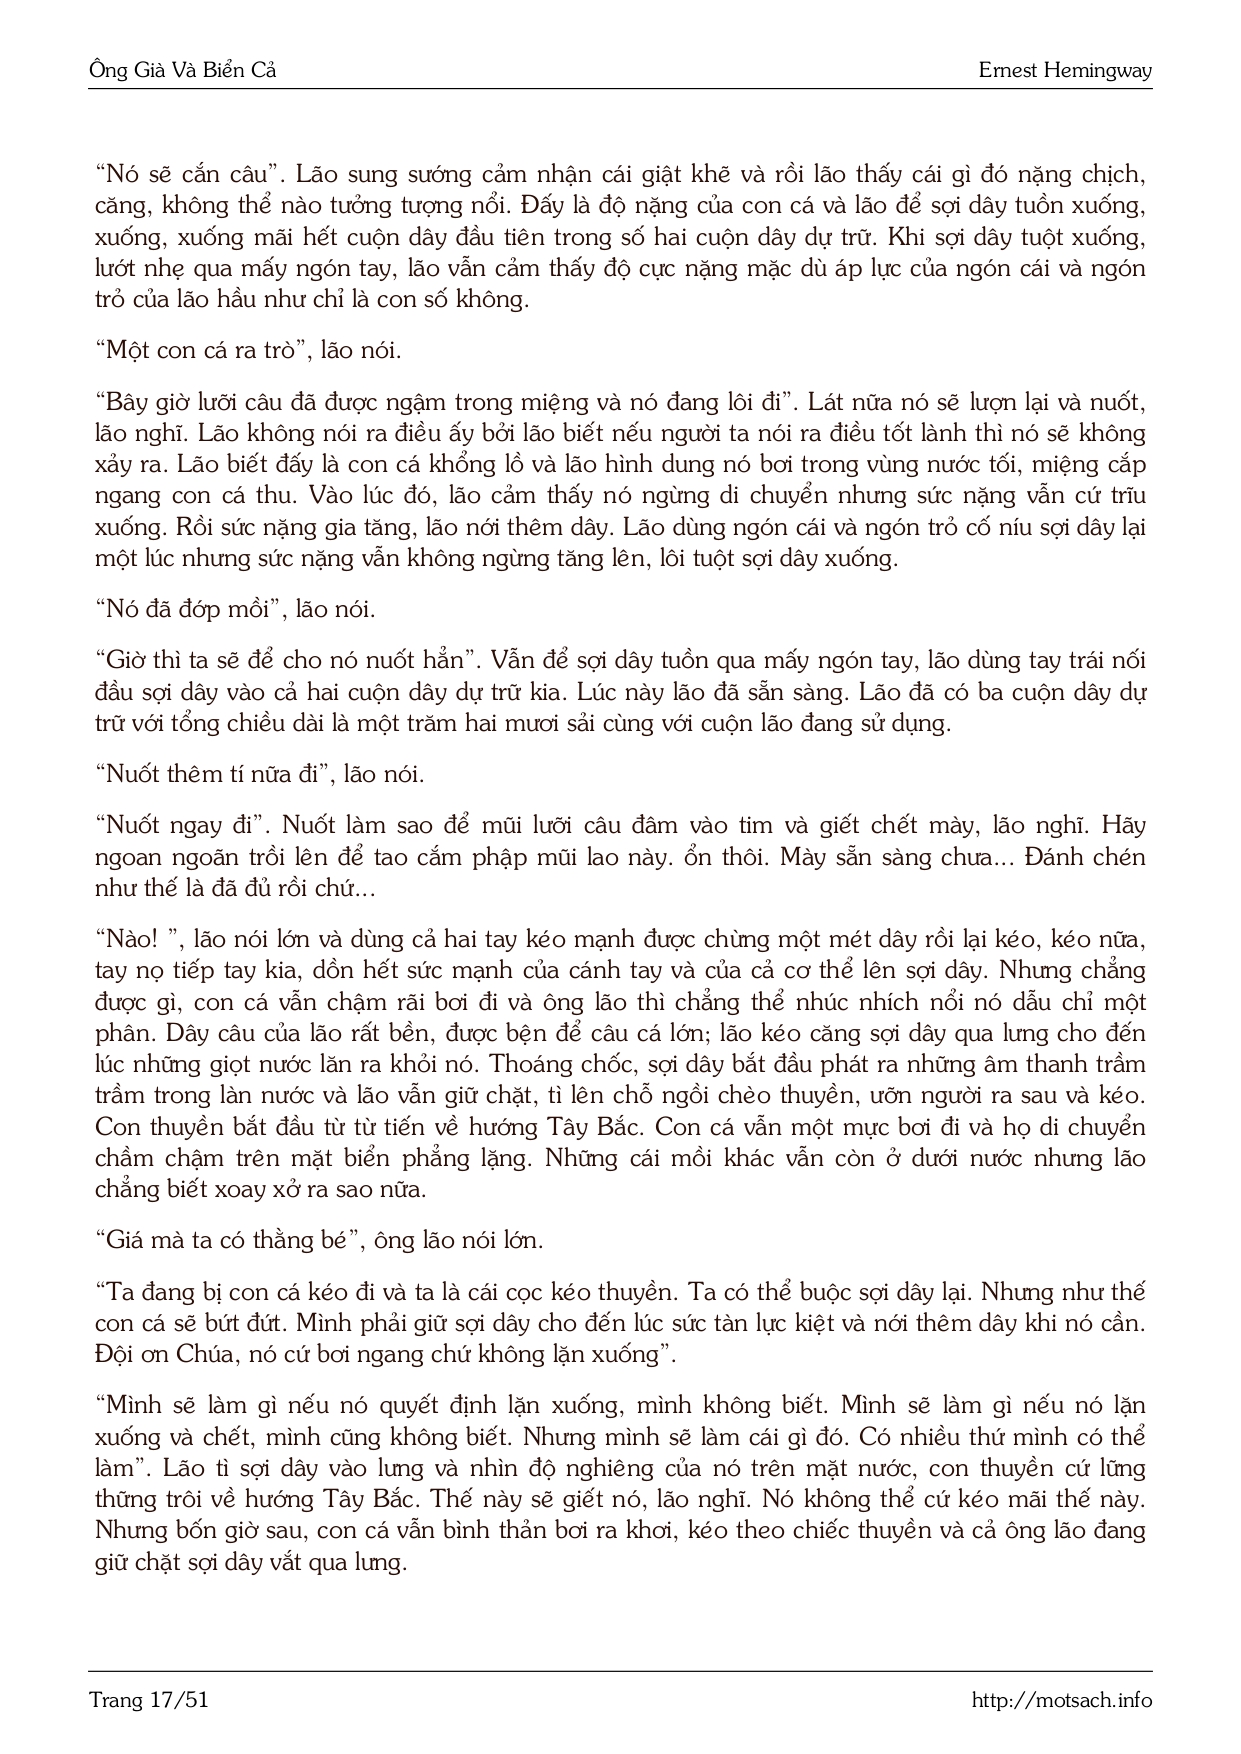 Ông Già Và Biển Cả
Ernest Hemingway
“Nó sẽ cắn câu”. Lão sung sướng cảm nhận cái giật khẽ và rồi lão thấy cái gì đó nặng chịch,
căng, không thể nào tưởng tượng nổi. Đấy là độ nặng của con cá và lão để sợi dây tuồn xuống,
xuống, xuống mãi hết cuộn dây đầu tiên trong số hai cuộn dây dự trữ. Khi sợi dây tuột xuống,
lướt nhẹ qua mấy ngón tay, lão vẫn cảm thấy độ cực nặng mặc dù áp lực của ngón cái và ngón
trỏ của lão hầu như chỉ là con số không.
“Một con cá ra trò”, lão nói.
“Bây giờ lưỡi câu đã được ngậm trong miệng và nó đang lôi đi”. Lát nữa nó sẽ lượn lại và nuốt,
lão nghĩ. Lão không nói ra điều ấy bởi lão biết nếu người ta nói ra điều tốt lành thì nó sẽ không
xảy ra. Lão biết đấy là con cá khổng lồ và lão hình dung nó bơi trong vùng nước tối, miệng cắp
ngang con cá thu. Vào lúc đó, lão cảm thấy nó ngừng di chuyển nhưng sức nặng vẫn cứ trĩu
xuống. Rồi sức nặng gia tăng, lão nới thêm dây. Lão dùng ngón cái và ngón trỏ cố níu sợi dây lại
một lúc nhưng sức nặng vẫn không ngừng tăng lên, lôi tuột sợi dây xuống.
“Nó đã đớp mồi”, lão nói.
“Giờ thì ta sẽ để cho nó nuốt hẳn”. Vẫn để sợi dây tuồn qua mấy ngón tay, lão dùng tay trái nối
đầu sợi dây vào cả hai cuộn dây dự trữ kia. Lúc này lão đã sẵn sàng. Lão đã có ba cuộn dây dự
trữ với tổng chiều dài là một trăm hai mươi sải cùng với cuộn lão đang sử dụng.
“Nuốt thêm tí nữa đi”, lão nói.
“Nuốt ngay đi”. Nuốt làm sao để mũi lưỡi câu đâm vào tim và giết chết mày, lão nghĩ. Hãy
ngoan ngoãn trồi lên để tao cắm phập mũi lao này. ổn thôi. Mày sẵn sàng chưa... Đánh chén
như thế là đã đủ rồi chứ...
“Nào! ”, lão nói lớn và dùng cả hai tay kéo mạnh được chừng một mét dây rồi lại kéo, kéo nữa,
tay nọ tiếp tay kia, dồn hết sức mạnh của cánh tay và của cả cơ thể lên sợi dây. Nhưng chẳng
được gì, con cá vẫn chậm rãi bơi đi và ông lão thì chẳng thể nhúc nhích nổi nó dẫu chỉ một
phân. Dây câu của lão rất bền, được bện để câu cá lớn; lão kéo căng sợi dây qua lưng cho đến
lúc những giọt nước lăn ra khỏi nó. Thoáng chốc, sợi dây bắt đầu phát ra những âm thanh trầm
trầm trong làn nước và lão vẫn giữ chặt, tì lên chỗ ngồi chèo thuyền, ưỡn người ra sau và kéo.
Con thuyền bắt đầu từ từ tiến về hướng Tây Bắc. Con cá vẫn một mực bơi đi và họ di chuyển
chầm chậm trên mặt biển phẳng lặng. Những cái mồi khác vẫn còn ở dưới nước nhưng lão
chẳng biết xoay xở ra sao nữa.
“Giá mà ta có thằng bé”, ông lão nói lớn.
“Ta đang bị con cá kéo đi và ta là cái cọc kéo thuyền. Ta có thể buộc sợi dây lại. Nhưng như thế
con cá sẽ bứt đứt. Mình phải giữ sợi dây cho đến lúc sức tàn lực kiệt và nới thêm dây khi nó cần.
Đội ơn Chúa, nó cứ bơi ngang chứ không lặn xuống”.
“Mình sẽ làm gì nếu nó quyết định lặn xuống, mình không biết. Mình sẽ làm gì nếu nó lặn
xuống và chết, mình cũng không biết. Nhưng mình sẽ làm cái gì đó. Có nhiều thứ mình có thể
làm”. Lão tì sợi dây vào lưng và nhìn độ nghiêng của nó trên mặt nước, con thuyền cứ lững
thững trôi về hướng Tây Bắc. Thế này sẽ giết nó, lão nghĩ. Nó không thể cứ kéo mãi thế này.
Nhưng bốn giờ sau, con cá vẫn bình thản bơi ra khơi, kéo theo chiếc thuyền và cả ông lão đang
giữ chặt sợi dây vắt qua lưng.
Trang 17/51
http://motsach.info